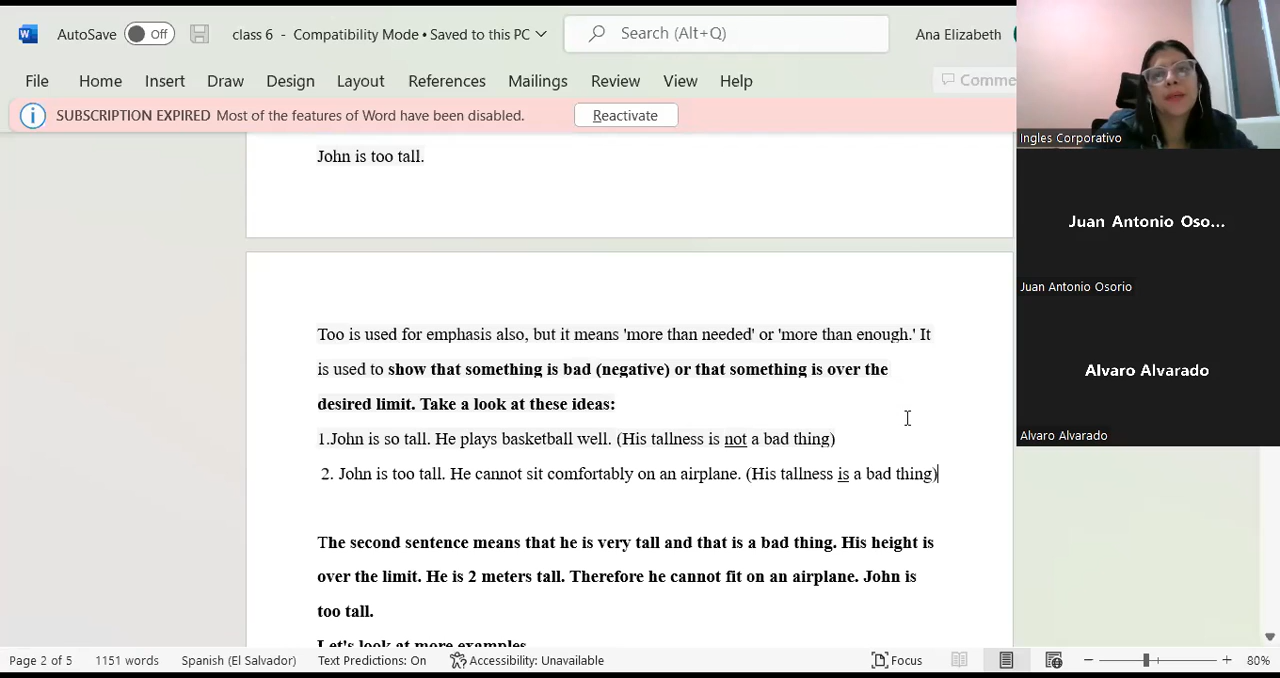 AutoSave Off class 6 - Compatibility Mode • Saved to this PC Search (Alt+Q) Ana Elizabeth
File Home Insert Draw Design Layout References Mailings Review View Help
SUBSCRIPTION EXPIRED Most of the features of Word have been disabled. Reactivate
John is too tall.
Too is used for emphasis also, but it means 'more than needed' or 'more than enough.' It
is used to show that something is bad (negative) or that something is over the
desired limit. Take a look at these ideas:
1.John is so tall. He plays basketball well. (His tallness is not a bad thing)
2. John is too tall. He cannot sit comfortably on an airplane. (His tallness is a bad thing)
The second sentence means that he is very tall and that is a bad thing. His height is
over the limit. He is 2 meters tall. Therefore he cannot fit on an airplane. John is
too tall.
Let's look at more examples
Page 2 of 5 1151 words Spanish (El Salvador) Text Predictions: On Accessibility: Unavailable Focus 80%
Ingles Corporativo
Juan Antonio Oso...
Juan Antonio Osorio
Alvaro Alvarado
Alvaro Alvarado